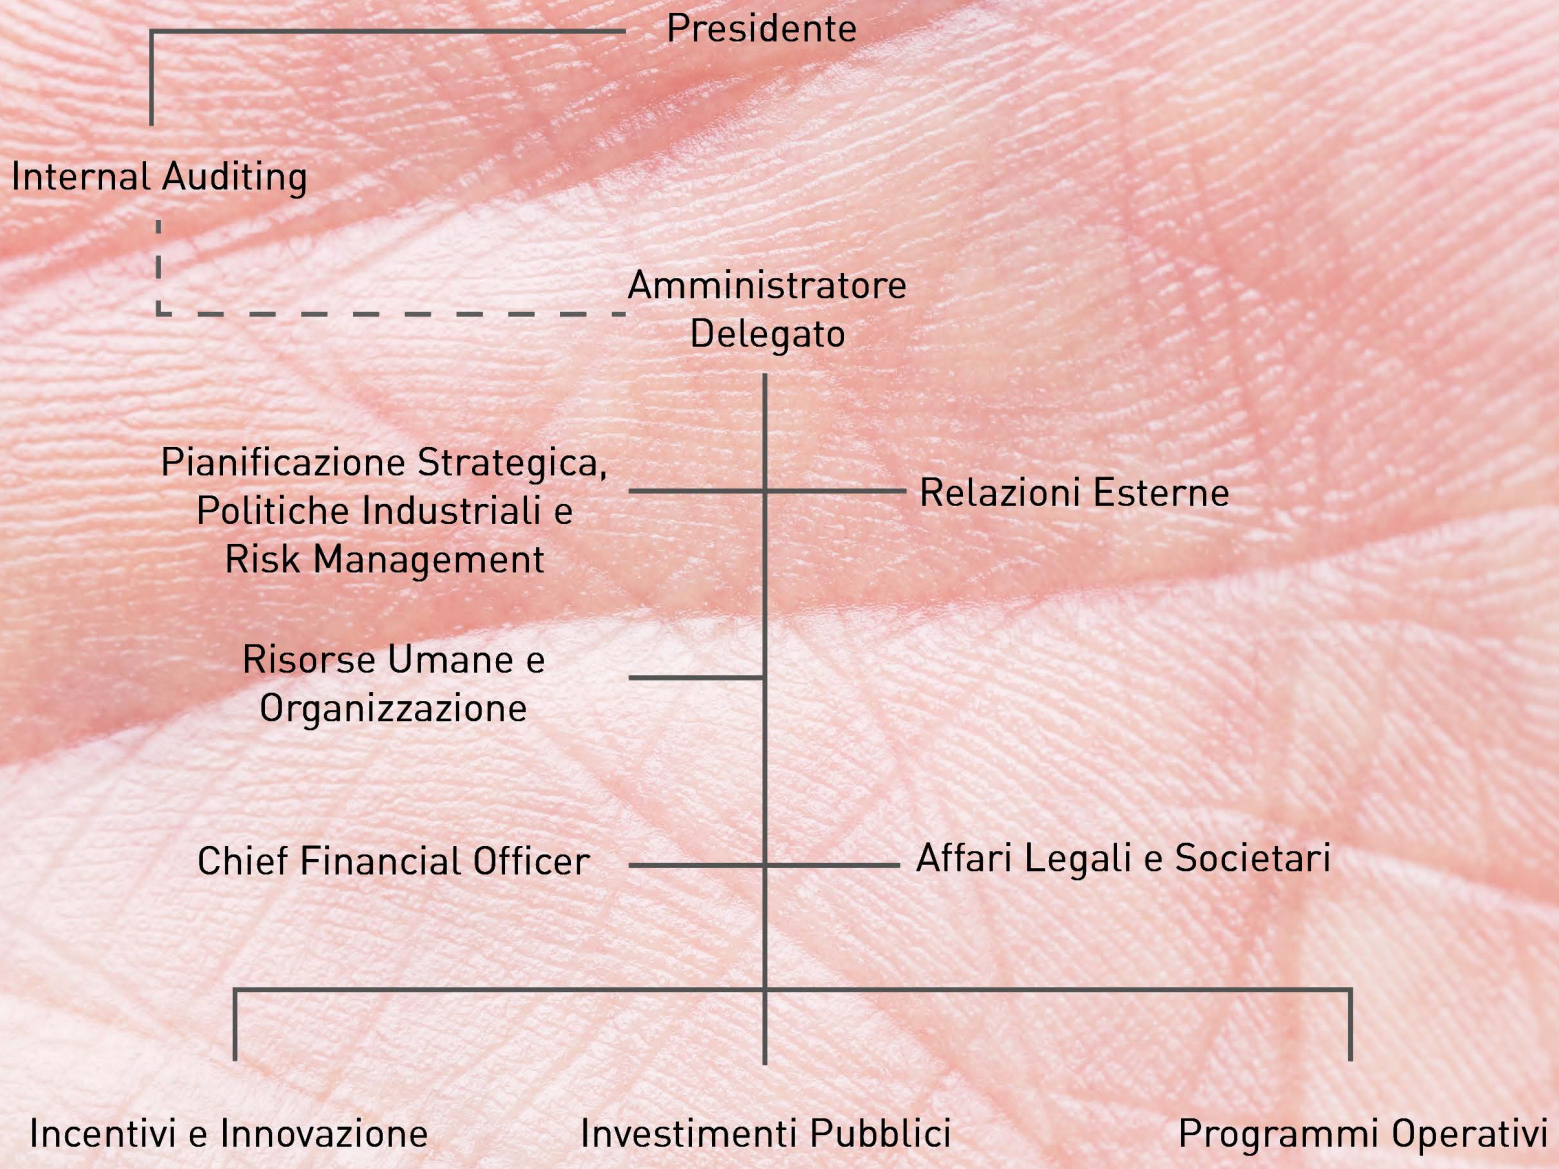 Presidente
Internal Auditing
Amministratore
Delegato
Pianificazione Strategica,
Politiche Industriali e
Risk Management
Relazioni Esterne
Risorse Umane e
Organizzazione
Chief Financial Officer
Affari Legali e Societari
Incentivi e Innovazione
Investimenti Pubblici
Programmi Operativi